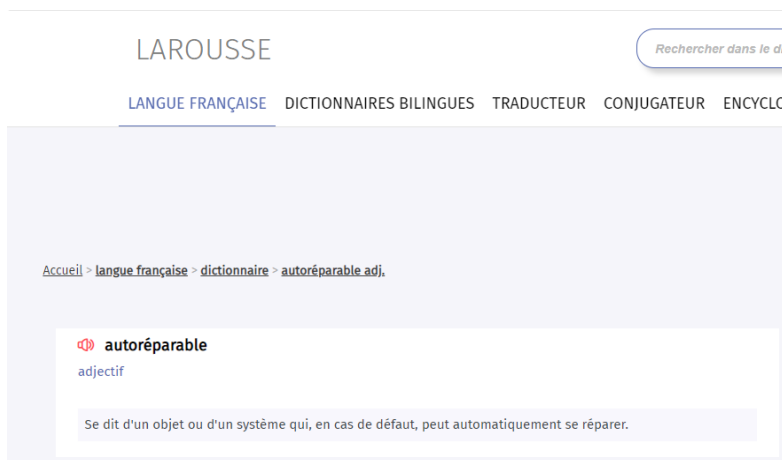 LAROUSSE
Rechercher dans le
LANGUE FRANÇAISE DICTIONNAIRES BILINGUES TRADUCTEUR CONJUGATEUR
Accueil > langue française > dictionnaire > autoréparable adj.
autoréparable
adjectif
Se dit d'un objet ou d'un système qui, en cas de défaut, peut automatiquement se réparer.